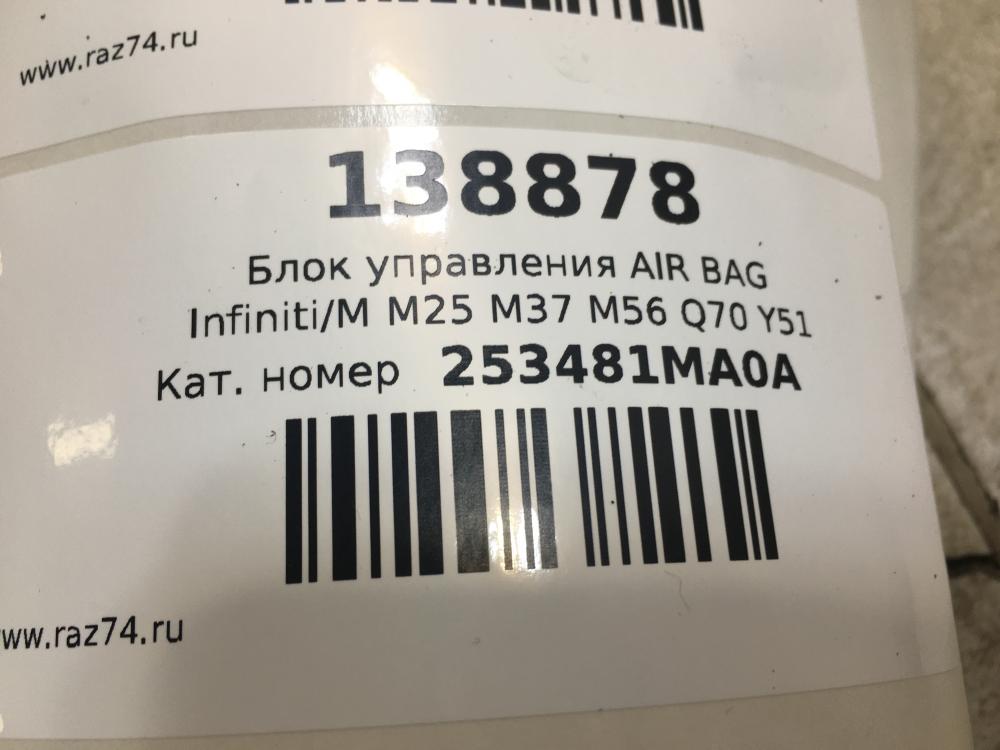 www.raz74.ru
138878
Блок управления AIR BAG
Infiniti/M M25 M37 M56 Q70 Y51
Кат. номер 253481MA0A
ww.raz74.ru